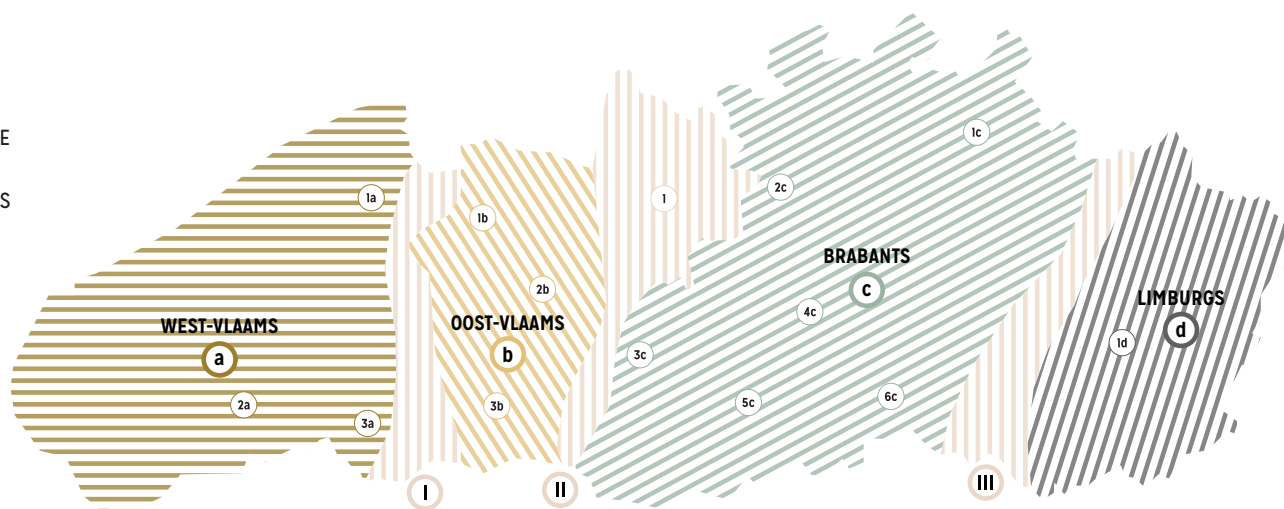 E
S
1a
1b
1
2c
1c
2b
BRABANTS
c
4c
LIMBURGS
d
1d
WEST-VLAAMS
a
OOST-VLAAMS
b
3c
2a
3a
3b
5c
6c
I
II
III